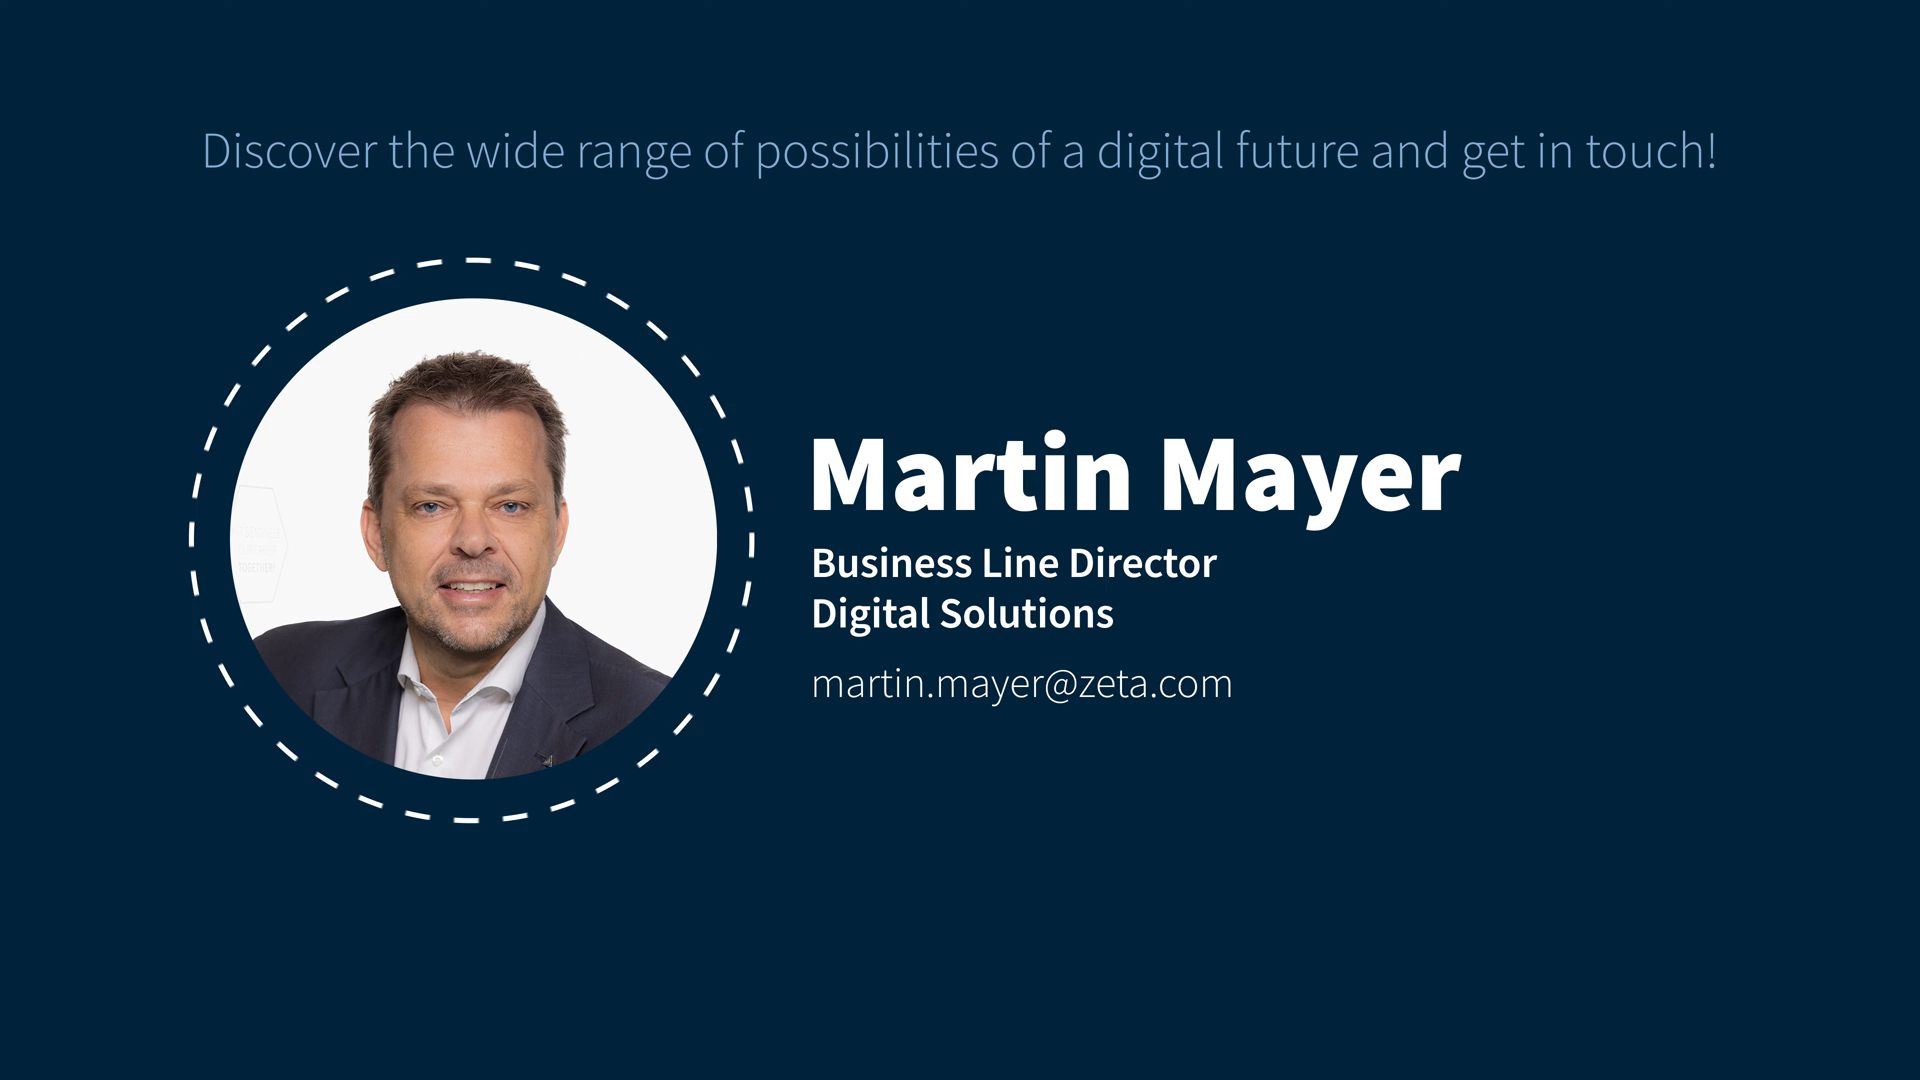 Discover the wide range of possibilities of a digital future and get in touch!
Martin Mayer
Business Line Director
Digital Solutions
martin.mayer@zeta.com
TOGETHER!